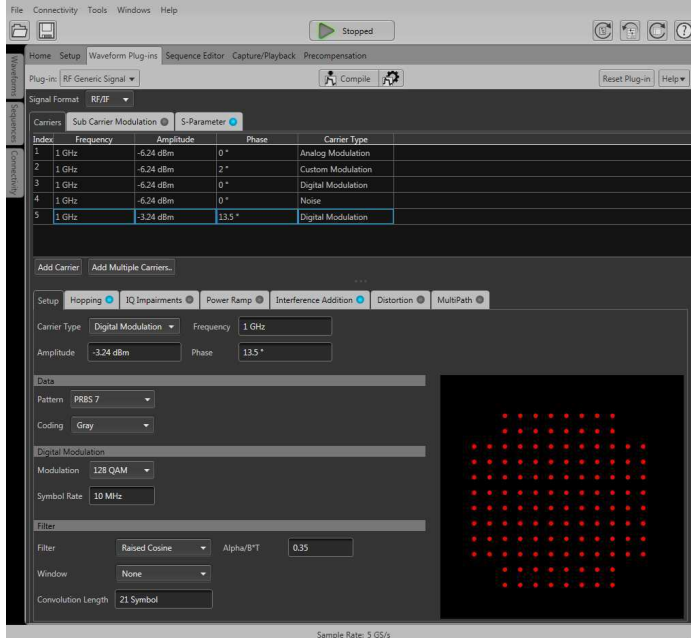 File Connectivity Tools Windows Help
Stopped
Home Setup Waveform Plug-ins Sequence Editor Capture/Playback Precompensation
Waveforms
Sequences
Connectivity
Plug-in: RF Generic Signal Compile Reset Plug-in Help
Signal Format RF/IF
Carriers Sub Carrier Modulation S-Parameter
Index Frequency Amplitude Phase Carrier Type
1 1 GHz -6.24 dBm 0 ° Analog Modulation
2 1 GHz -6.24 dBm 2 ° Custom Modulation
3 1 GHz -6.24 dBm 0 ° Digital Modulation
4 1 GHz -6.24 dBm 0 ° Noise
5 1 GHz -3.24 dBm 13.5 ° Digital Modulation
Add Carrier Add Multiple Carriers..
Setup Hopping IQ Impairments Power Ramp Interference Addition Distortion MultiPath
Carrier Type Digital Modulation Frequency 1 GHz
Amplitude -3.24 dBm Phase 13.5 °
Data
Pattern PRBS 7
Coding Gray
Digital Modulation
Modulation 128 QAM
Symbol Rate 10 MHz
Filter
Filter Raised Cosine Alpha/B*T 0.35
Window None
Convolution Length 21 Symbol
Sample Rate: 5 GS/s